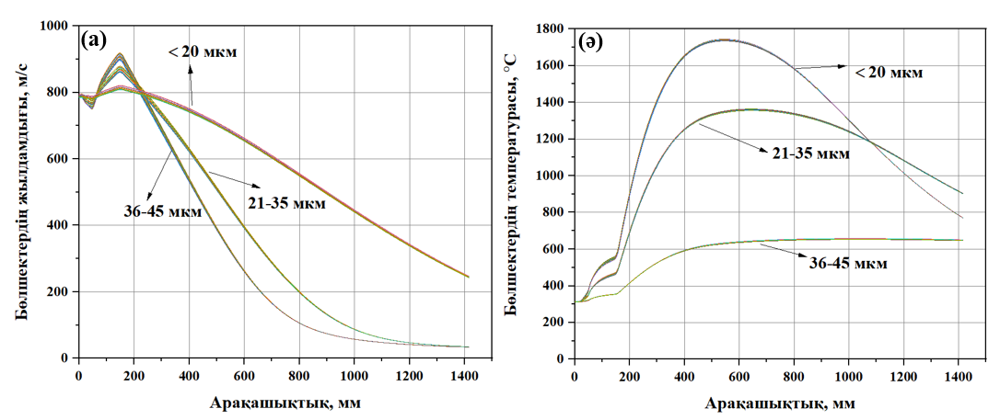 (а)
Бөлшектердің жылдамдығы, м/с
1000
800
600
400
200
0
< 20 мкм
36-45 мкм
21-35 мкм
0 200 400 600 800 1000 1200 1400
Арақашықтық, мм
(ә)
Бөлшектердің температурасы, °C
1800
1600
1400
1200
1000
800
600
400
200
0
< 20 мкм
21-35 мкм
36-45 мкм
0 200 400 600 800 1000 1200 1400
Арақашықтық, мм